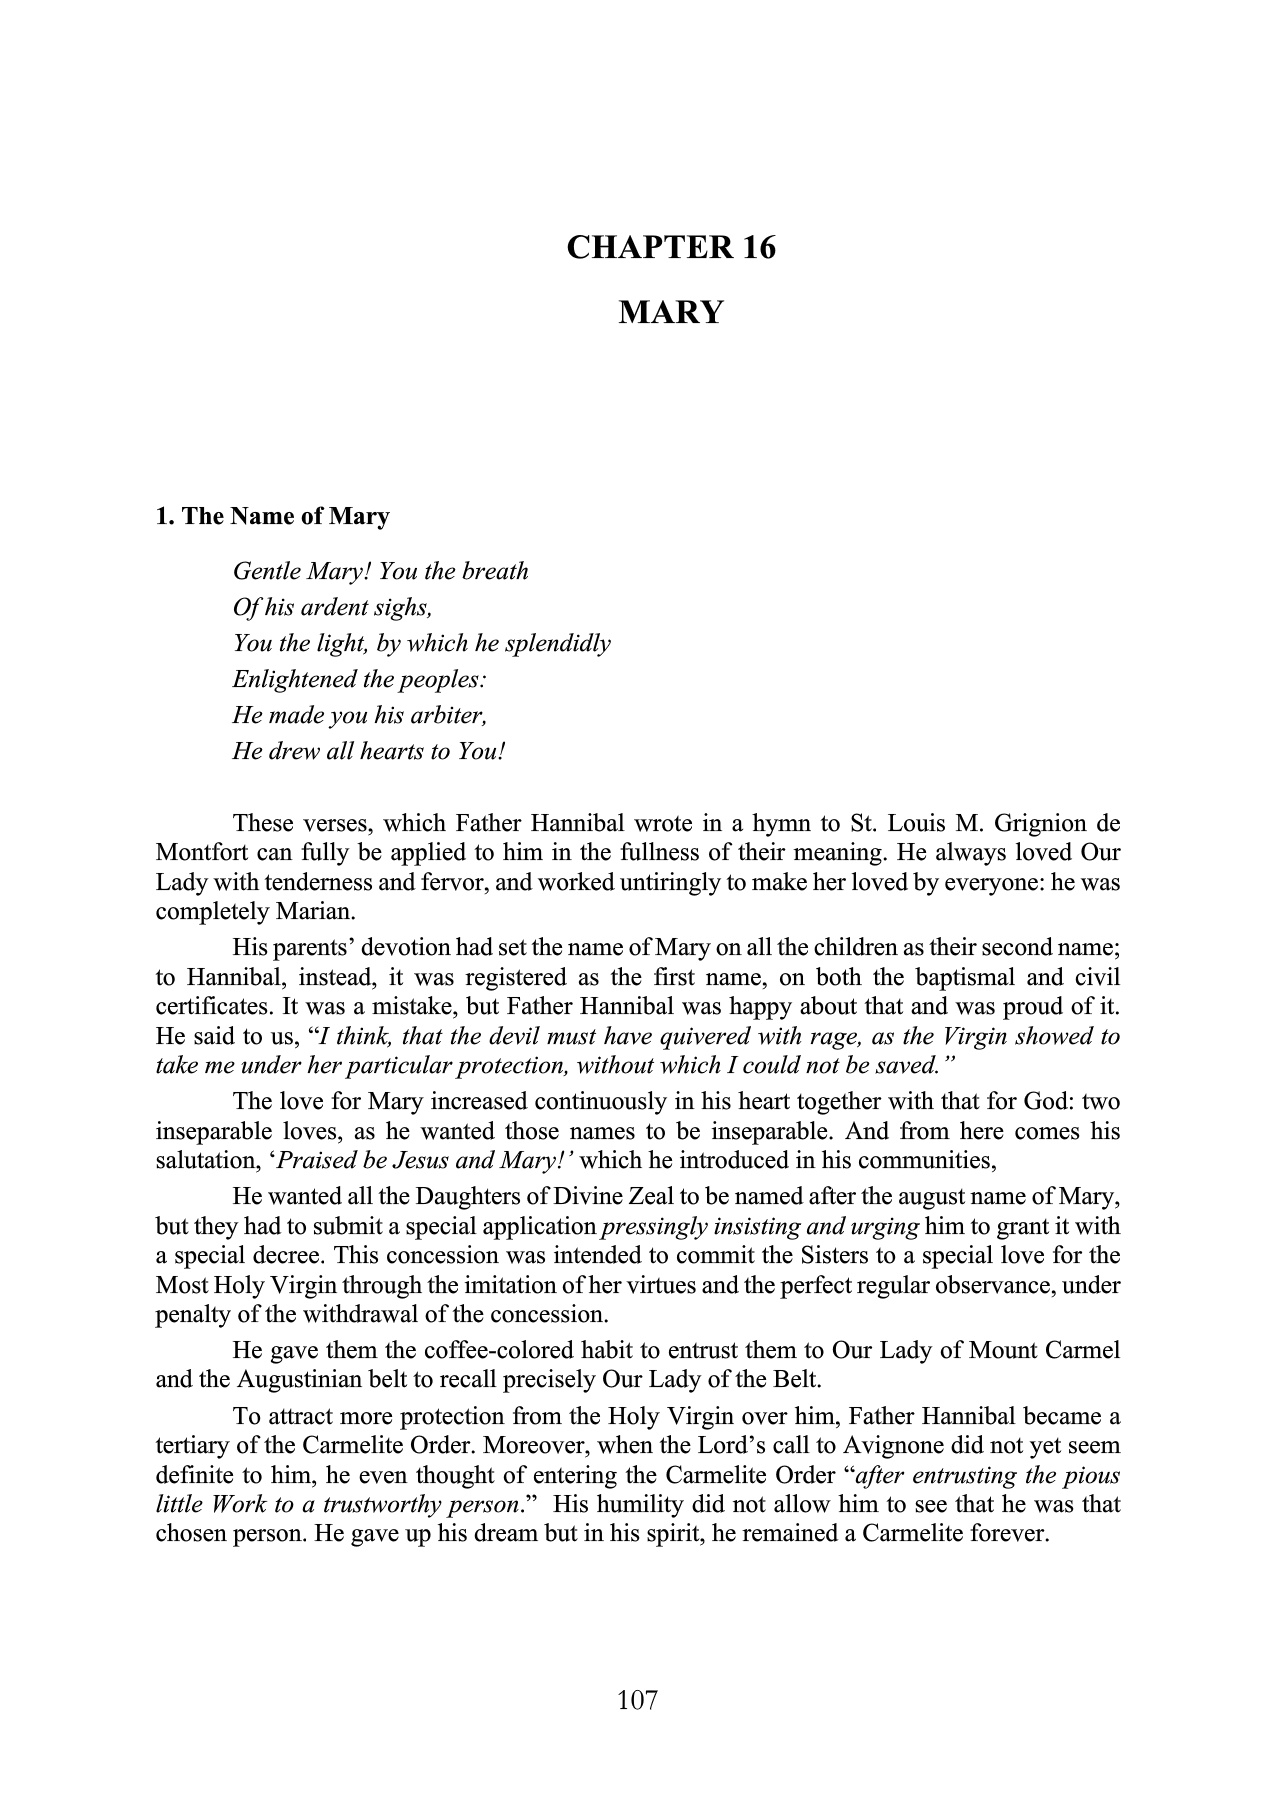 CHAPTER 16
MARY
1. The Name of Mary
Gentle Mary! You the breath
Of his ardent sighs,
You the light, by which he splendidly
Enlightened the peoples:
He made you his arbiter,
He drew all hearts to You!
These verses, which Father Hannibal wrote in a hymn to St. Louis M. Grignion de
Montfort can fully be applied to him in the fullness of their meaning. He always loved Our
Lady with tenderness and fervor, and worked untiringly to make her loved by everyone: he was
completely Marian.
His parents’ devotion had set the name of Mary on all the children as their second name;
to Hannibal, instead, it was registered as the first name, on both the baptismal and civil
certificates. It was a mistake, but Father Hannibal was happy about that and was proud of it.
He said to us, “I think, that the devil must have quivered with rage, as the Virgin showed to
take me under her particular protection, without which I could not be saved.”
The love for Mary increased continuously in his heart together with that for God: two
inseparable loves, as he wanted those names to be inseparable. And from here comes his
salutation, ‘Praised be Jesus and Mary!’ which he introduced in his communities,
He wanted all the Daughters of Divine Zeal to be named after the august name of Mary,
but they had to submit a special application pressingly insisting and urging him to grant it with
a special decree. This concession was intended to commit the Sisters to a special love for the
Most Holy Virgin through the imitation of her virtues and the perfect regular observance, under
penalty of the withdrawal of the concession.
He gave them the coffee-colored habit to entrust them to Our Lady of Mount Carmel
and the Augustinian belt to recall precisely Our Lady of the Belt.
To attract more protection from the Holy Virgin over him, Father Hannibal became a
tertiary of the Carmelite Order. Moreover, when the Lord’s call to Avignone did not yet seem
definite to him, he even thought of entering the Carmelite Order “after entrusting the pious
little Work to a trustworthy person.”  His humility did not allow him to see that he was that
chosen person. He gave up his dream but in his spirit, he remained a Carmelite forever.
107